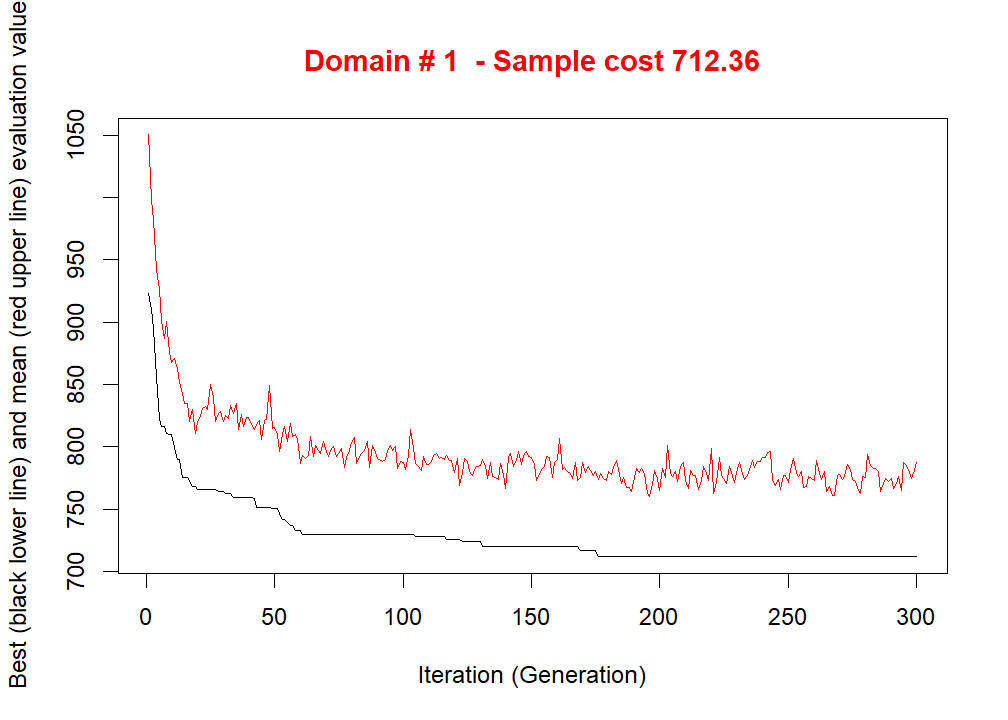 Domain # 1  - Sample cost 712.36
Best (black lower line) and mean (red upper line) evaluation value
1050
950
900
850
800
750
700
0 50 100 150 200 250 300
Iteration (Generation)